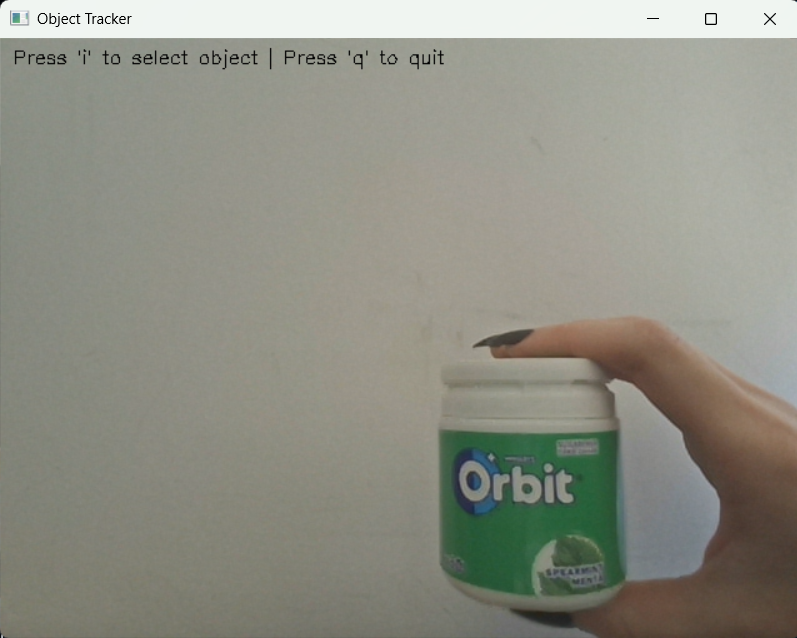 Object Tracker
Press 'i' to select object | Press 'q' to quit
Orbit
SPEARMINT
MENTA